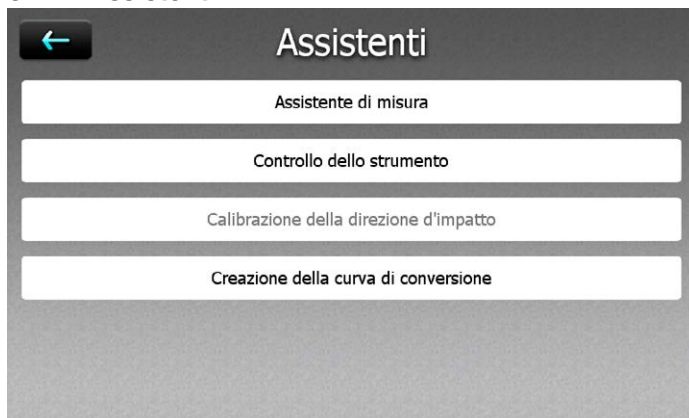 Assistenti
Assistente di misura
Controllo dello strumento
Calibrazione della direzione d'impatto
Creazione della curva di conversione